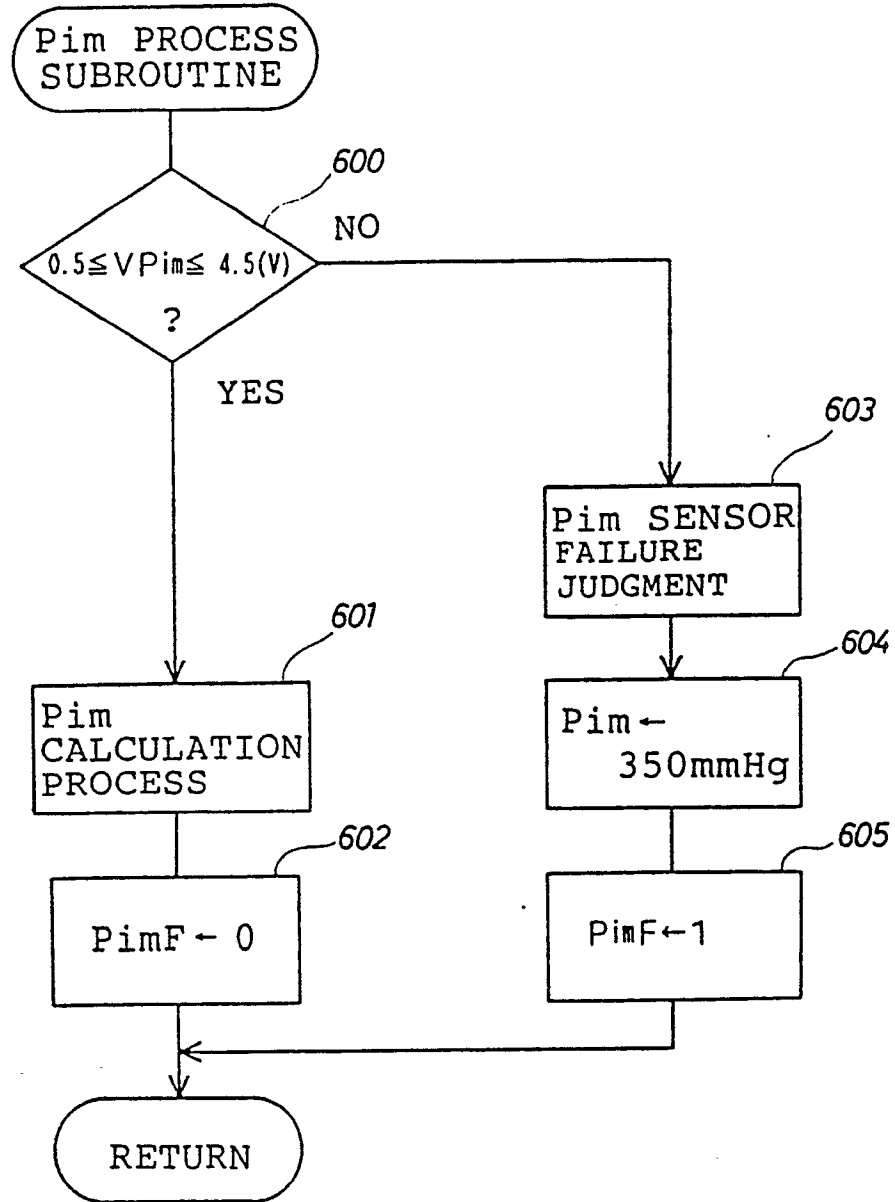 Pim PROCESS
SUBROUTINE
600
0.5≦VPim≦ 4.5(V)
?
NO
YES
603
Pim SENSOR
FAILURE
JUDGMENT
601
Pim
CALCULATION
PROCESS
604
Pim←
350mmHg
602
PimF← 0
605
PimF←1
RETURN